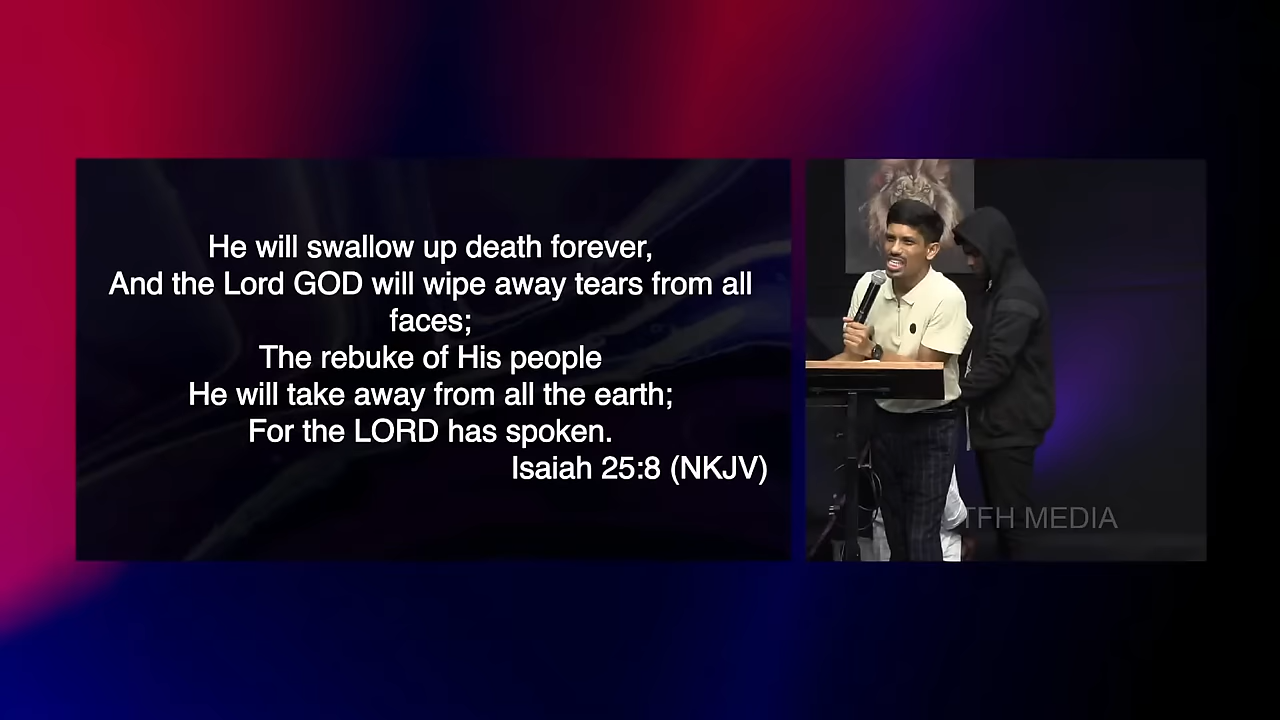 He will swallow up death forever,
And the Lord GOD will wipe away tears from all
faces;
The rebuke of His people
He will take away from all the earth;
For the LORD has spoken.
Isaiah 25:8 (NKJV)
TFH MEDIA